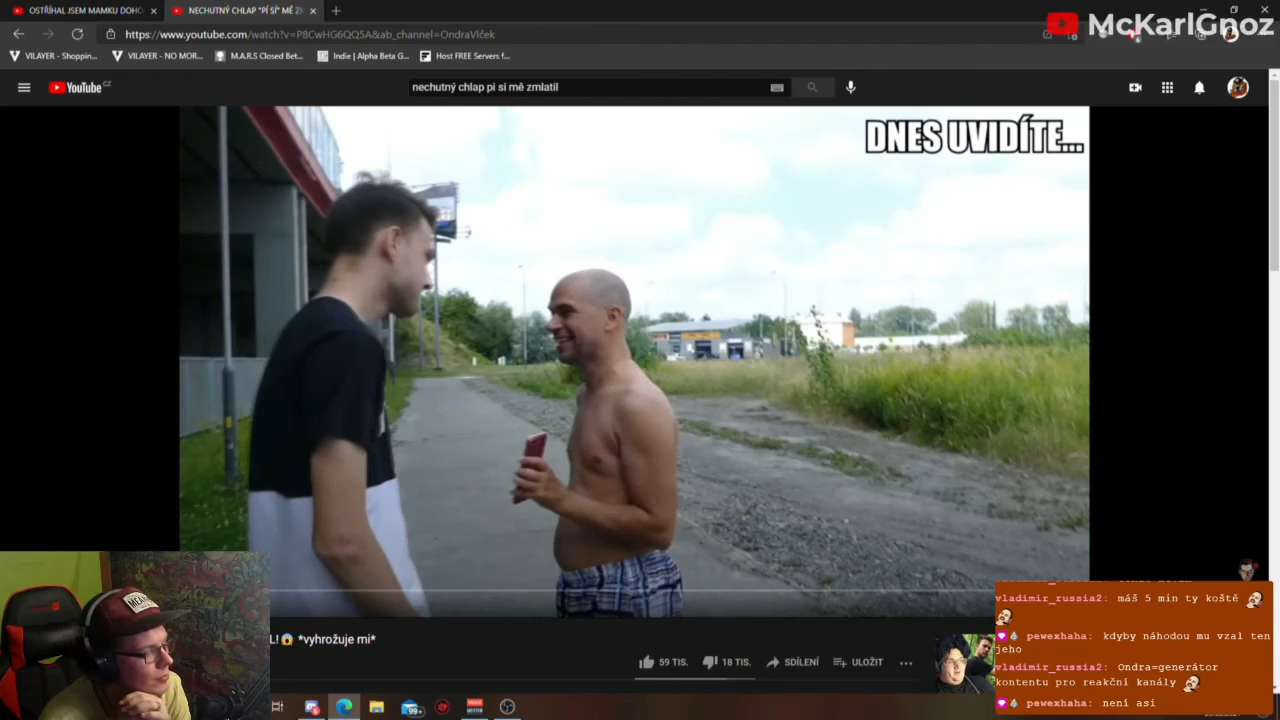 OSTŘÍHAL JSEM MAMKU DOHO
NECHUTNÝ CHLAP "PÍ SÍ" MĚ ZM
McKarlGnoz
https://www.youtube.com/watch?v=P8CwHG6QQ5A&ab_channel=OndraVlček
VILAYER - Shoppin...
VILAYER - NO MOR...
M.A.R.S Closed Bet...
Indie | Alpha Beta G...
Host FREE Servers f...
YouTube CZ
nechutný chlap pi si mě zmlatil
DNES UVIDÍTE...
L!😱 *vyhrožuje mi*
59 TIS.
18 TIS.
SDÍLENÍ
ULOŽIT
vladimir_russia2: máš 5 min ty koště
pewexhaha: kdyby náhodou mu vzal ten
jeho
vladimir_russia2: Ondra=generátor
kontentu pro reakční kanály
pewexhaha: není asi
99+